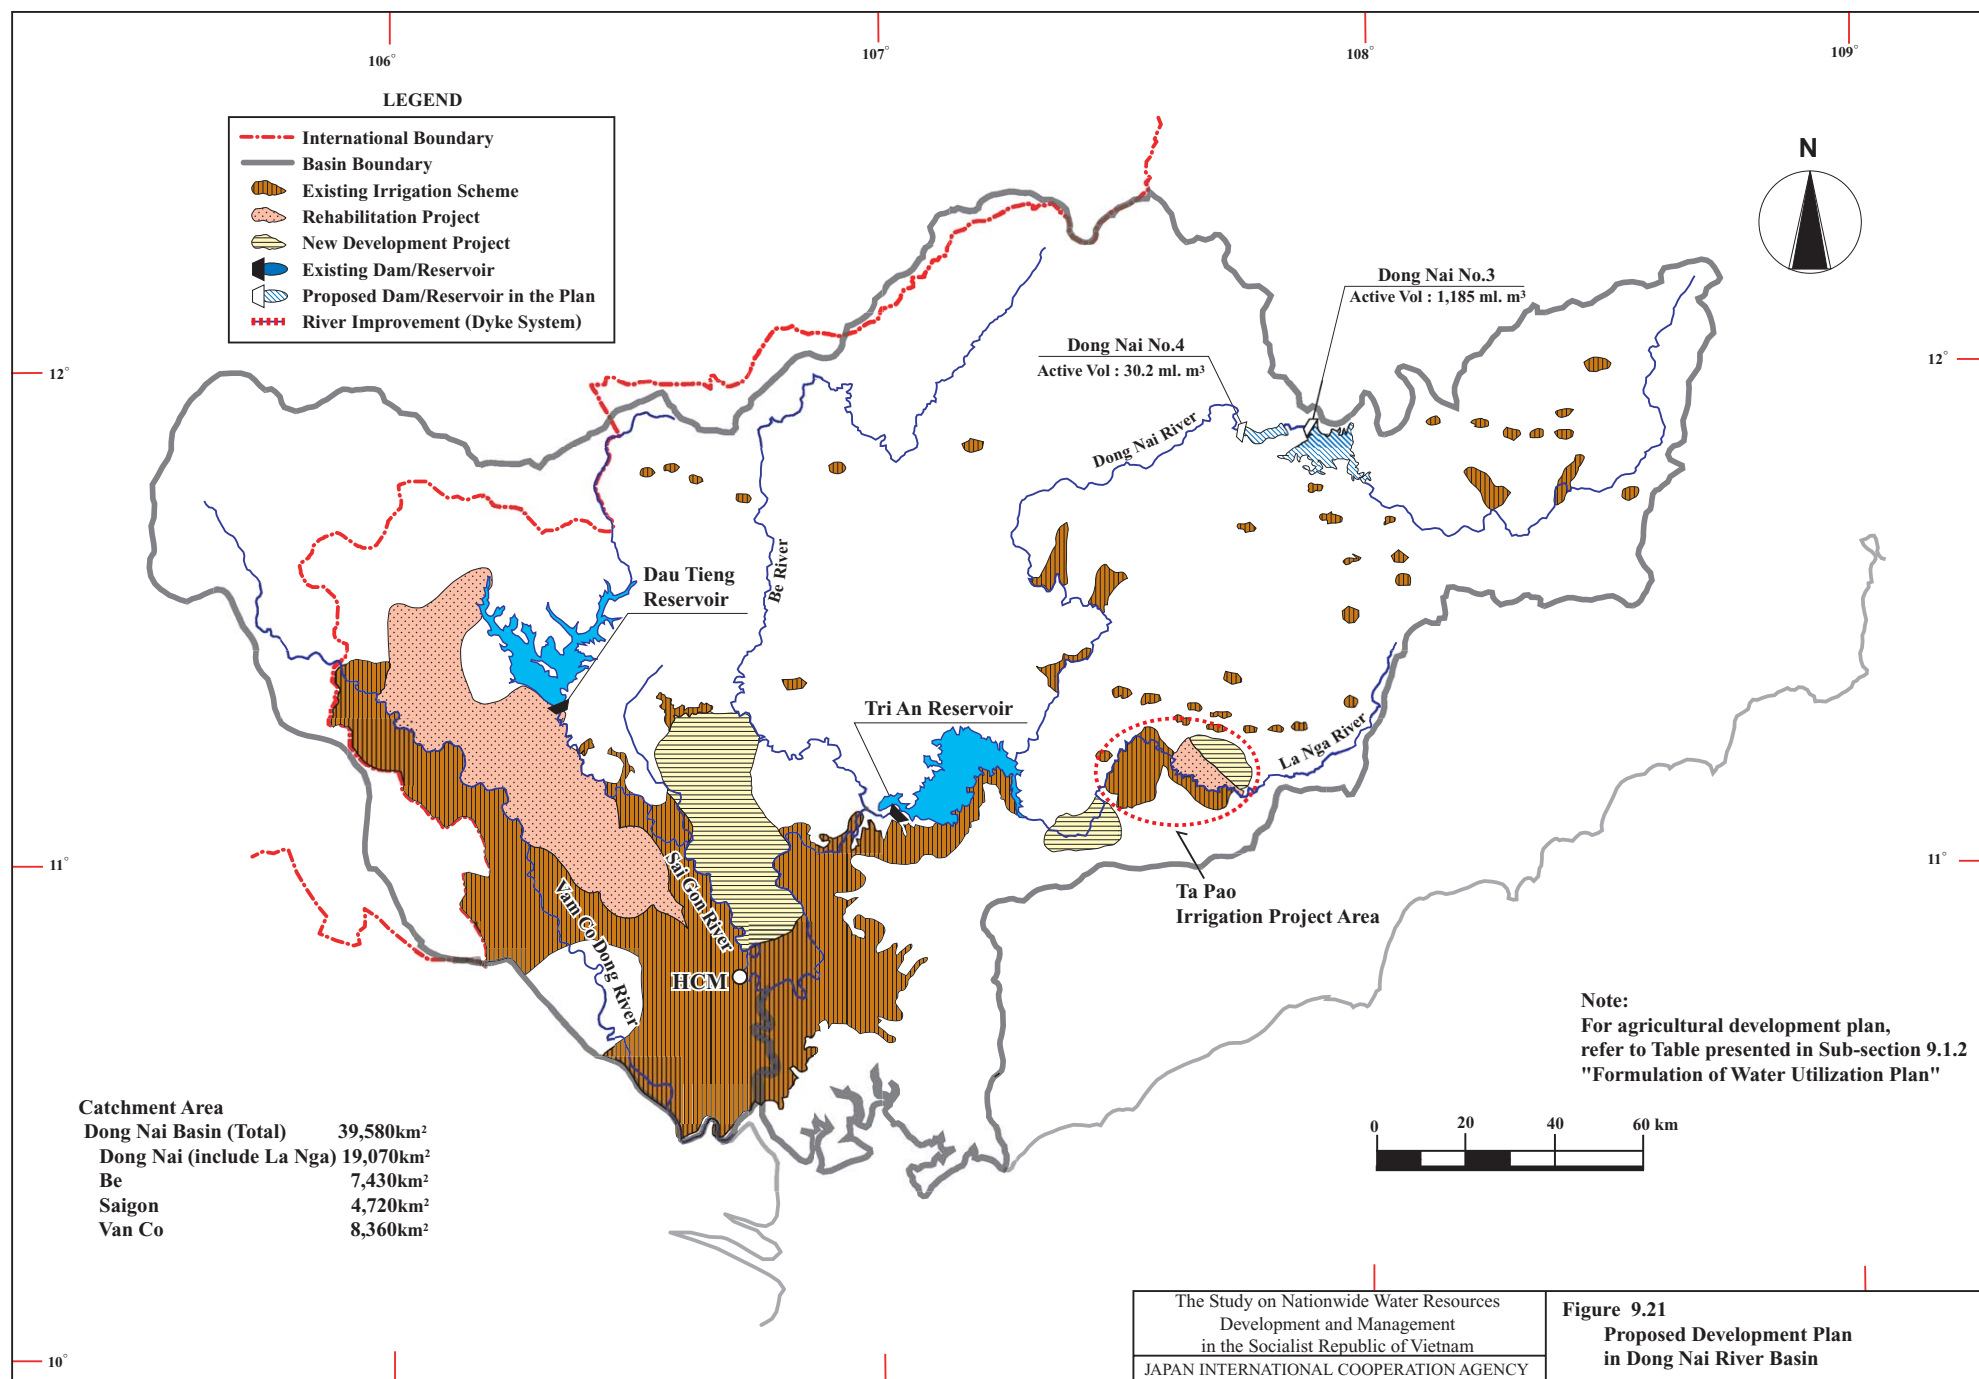 106°
107°
108°
109°
LEGEND
International Boundary
Basin Boundary
Existing Irrigation Scheme
Rehabilitation Project
New Development Project
Existing Dam/Reservoir
Proposed Dam/Reservoir in the Plan
River Improvement (Dyke System)
N
Dong Nai No.3
Active Vol : 1,185 ml. m³
Dong Nai No.4
Active Vol : 30.2 ml. m³
12°
12°
Dong Nai River
Be River
Dau Tieng
Reservoir
Tri An Reservoir
La Nga River
11°
11°
Sai Gon River
Vam Co Dong River
Ta Pao
Irrigation Project Area
HCM
Note:
For agricultural development plan,
refer to Table presented in Sub-section 9.1.2
"Formulation of Water Utilization Plan"
0 20 40 60 km
Catchment Area
Dong Nai Basin (Total) 39,580km²
Dong Nai (include La Nga) 19,070km²
Be 7,430km²
Saigon 4,720km²
Van Co 8,360km²
10°
The Study on Nationwide Water Resources
Development and Management
in the Socialist Republic of Vietnam
JAPAN INTERNATIONAL COOPERATION AGENCY
Figure 9.21
Proposed Development Plan
in Dong Nai River Basin